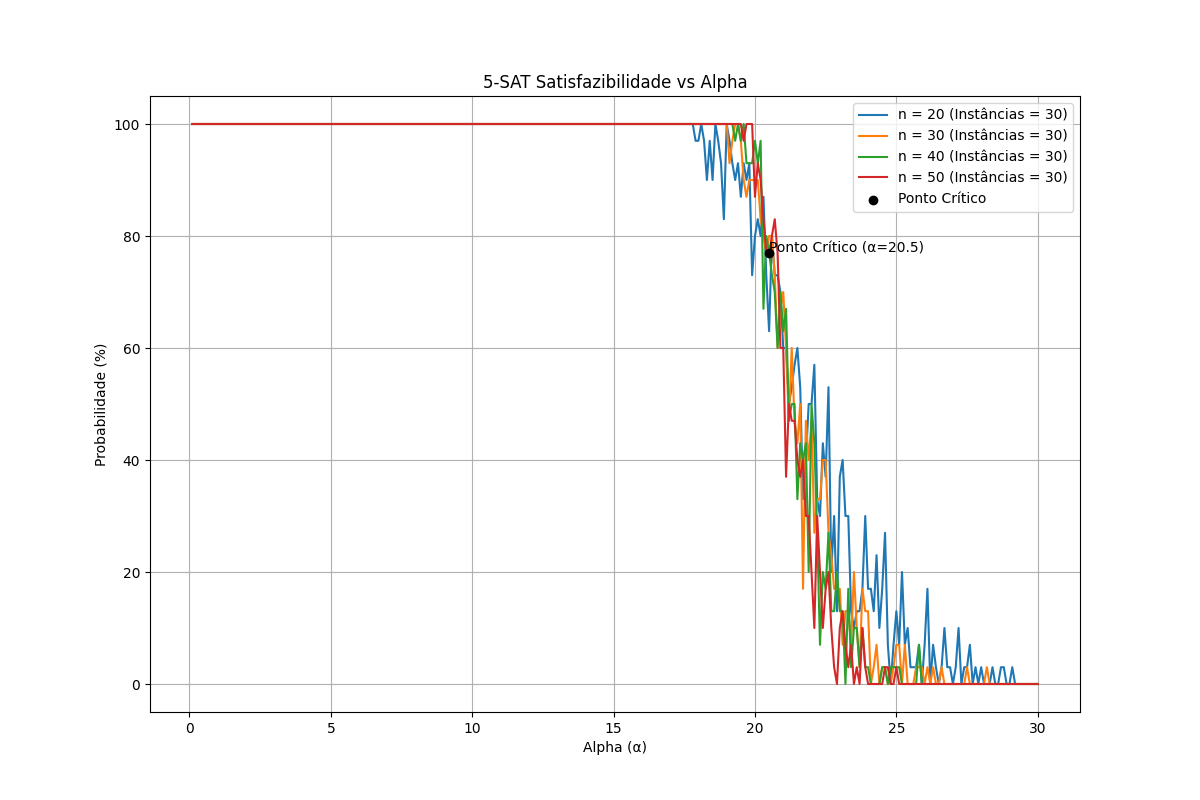 5-SAT Satisfazibilidade vs Alpha
n = 20 (Instâncias = 30)
n = 30 (Instâncias = 30)
n = 40 (Instâncias = 30)
n = 50 (Instâncias = 30)
Ponto Crítico
Ponto Crítico (α=20.5)
Probabilidade (%)
100
80
60
40
20
0
0 5 10 15 20 25 30
Alpha (α)